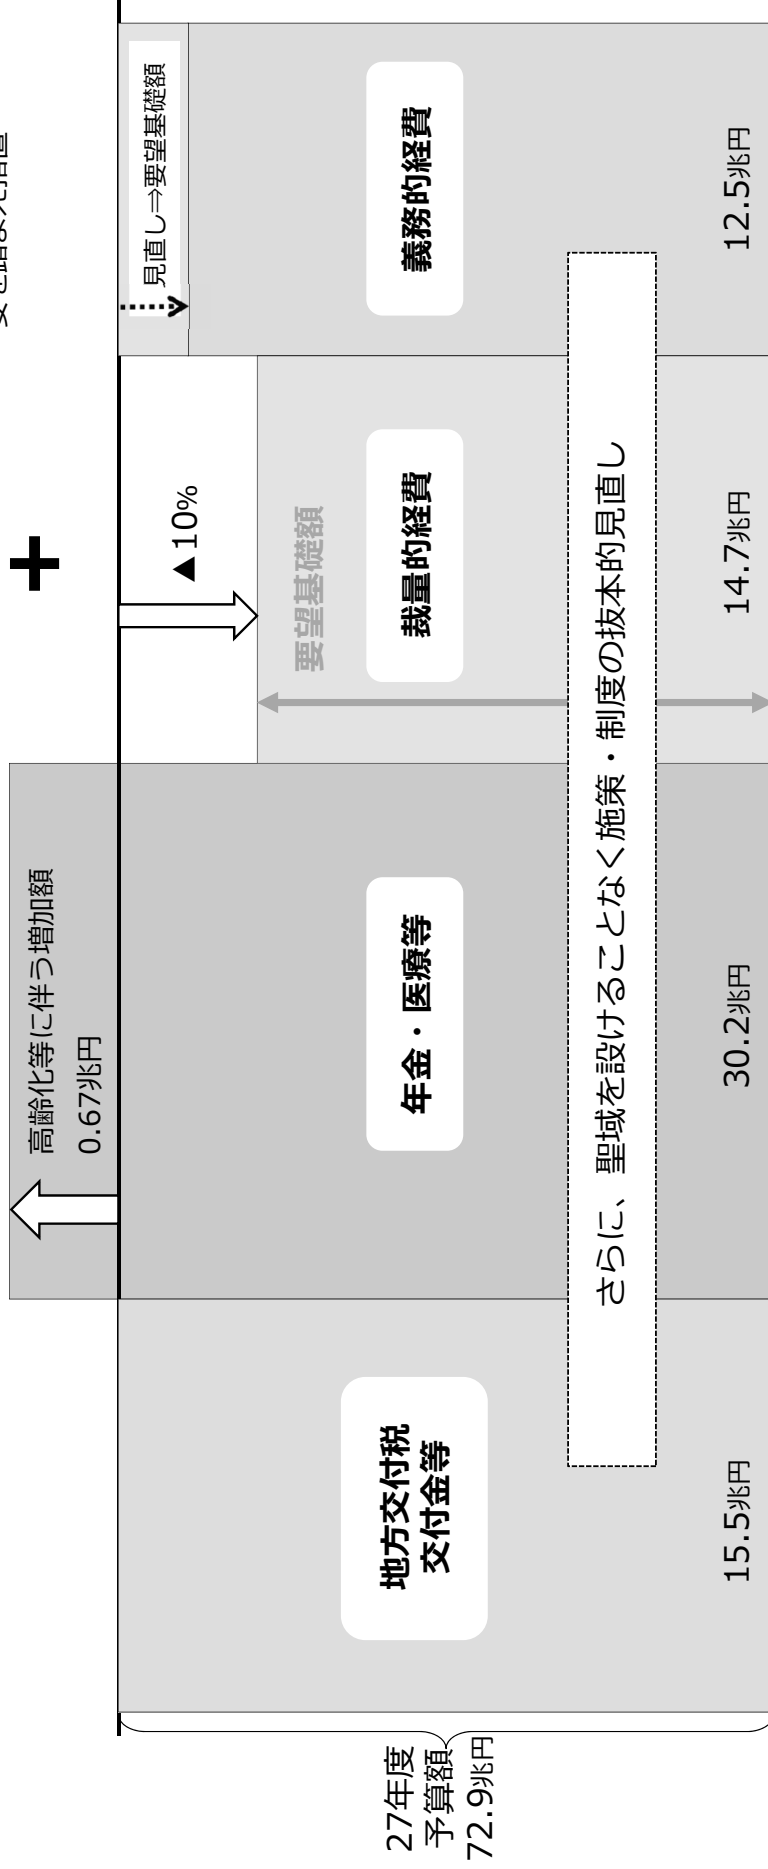 27年度
予算額
72.9兆円
地方交付税
交付金等
15.5兆円
高齢化等に伴う増加額
0.67兆円
年金・医療等
30.2兆円
+
▲10%
要望基礎額
裁量的経費
14.7兆円
見直し⇒要望基礎額
義務的経費
12.5兆円
さらに、聖域を設けることなく施策・制度の抜本的見直し